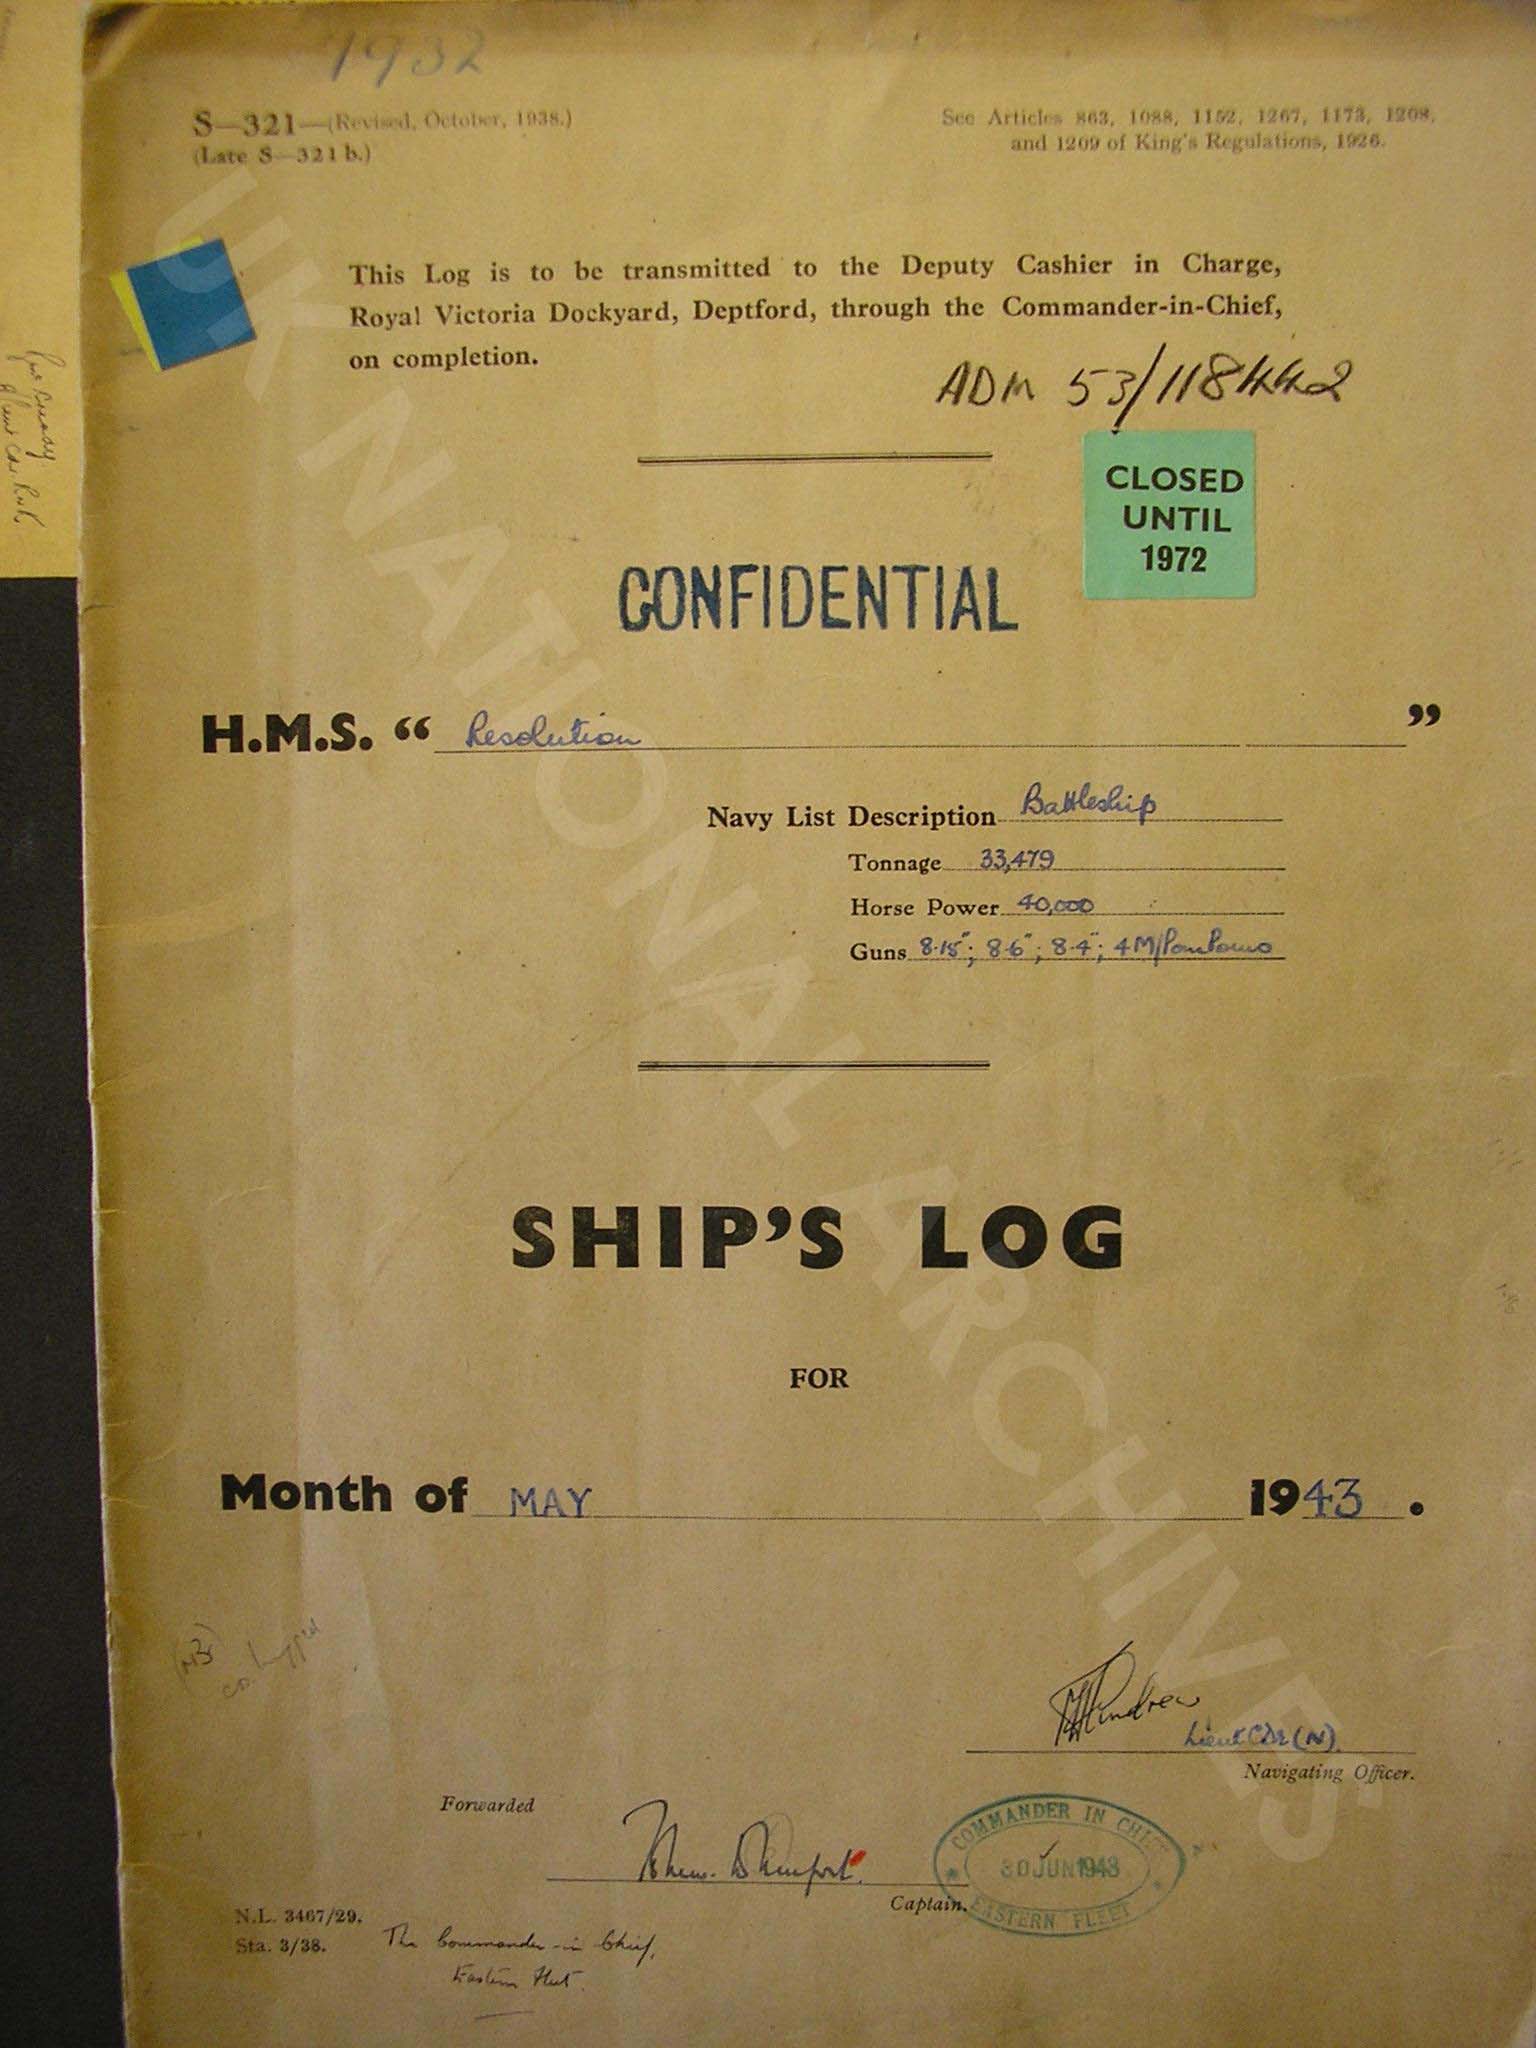 1932
S—321—(Revised, October, 1938.)
(Late S—321b.)
See Articles 863, 1088, 1152, 1267, 1173, 1208,
and 1209 of King's Regulations, 1926.
This Log is to be transmitted to the Deputy Cashier in Charge,
Royal Victoria Dockyard, Deptford, through the Commander-in-Chief,
on completion.
ADM 53/118442
CLOSED
UNTIL
1972
CONFIDENTIAL
H.M.S. “ Resolution ”
Navy List Description Battleship
Tonnage 33,479
Horse Power 40,000
Guns 8·15"; 8·6"; 8·4"; 4 M/Pom Poms
SHIP'S LOG
FOR
Month of MAY 1943.
Lieut Cdr (N).
Navigating Officer.
Forwarded
Captain.
COMMANDER IN CHIEF
30 JUN 1943
EASTERN FLEET
N.L. 3467/29.
Sta. 3/38.
The Commander-in-Chief,
Eastern Fleet.
UK NATIONAL ARCHIVES